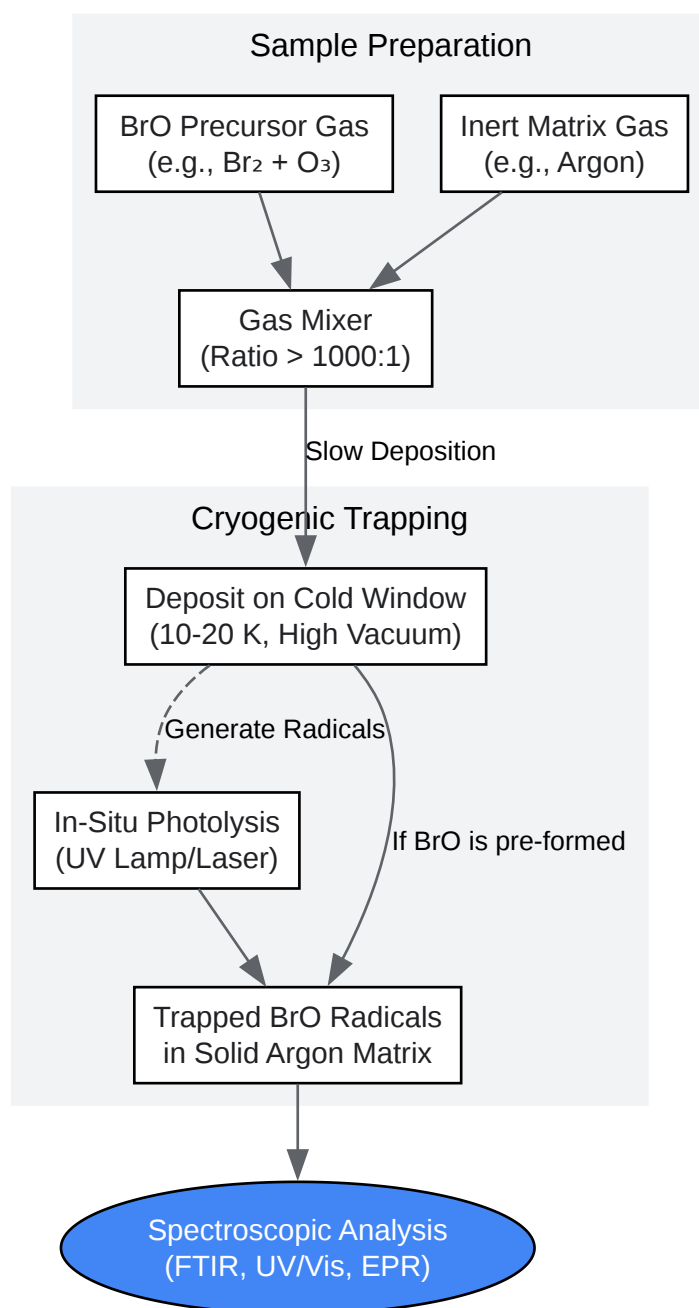 Sample Preparation
BrO Precursor Gas
(e.g., Br₂ + O₃)
Inert Matrix Gas
(e.g., Argon)
Gas Mixer
(Ratio > 1000:1)
Slow Deposition
Cryogenic Trapping
Deposit on Cold Window
(10-20 K, High Vacuum)
Generate Radicals
In-Situ Photolysis
(UV Lamp/Laser)
If BrO is pre-formed
Trapped BrO Radicals
in Solid Argon Matrix
Spectroscopic Analysis
(FTIR, UV/Vis, EPR)